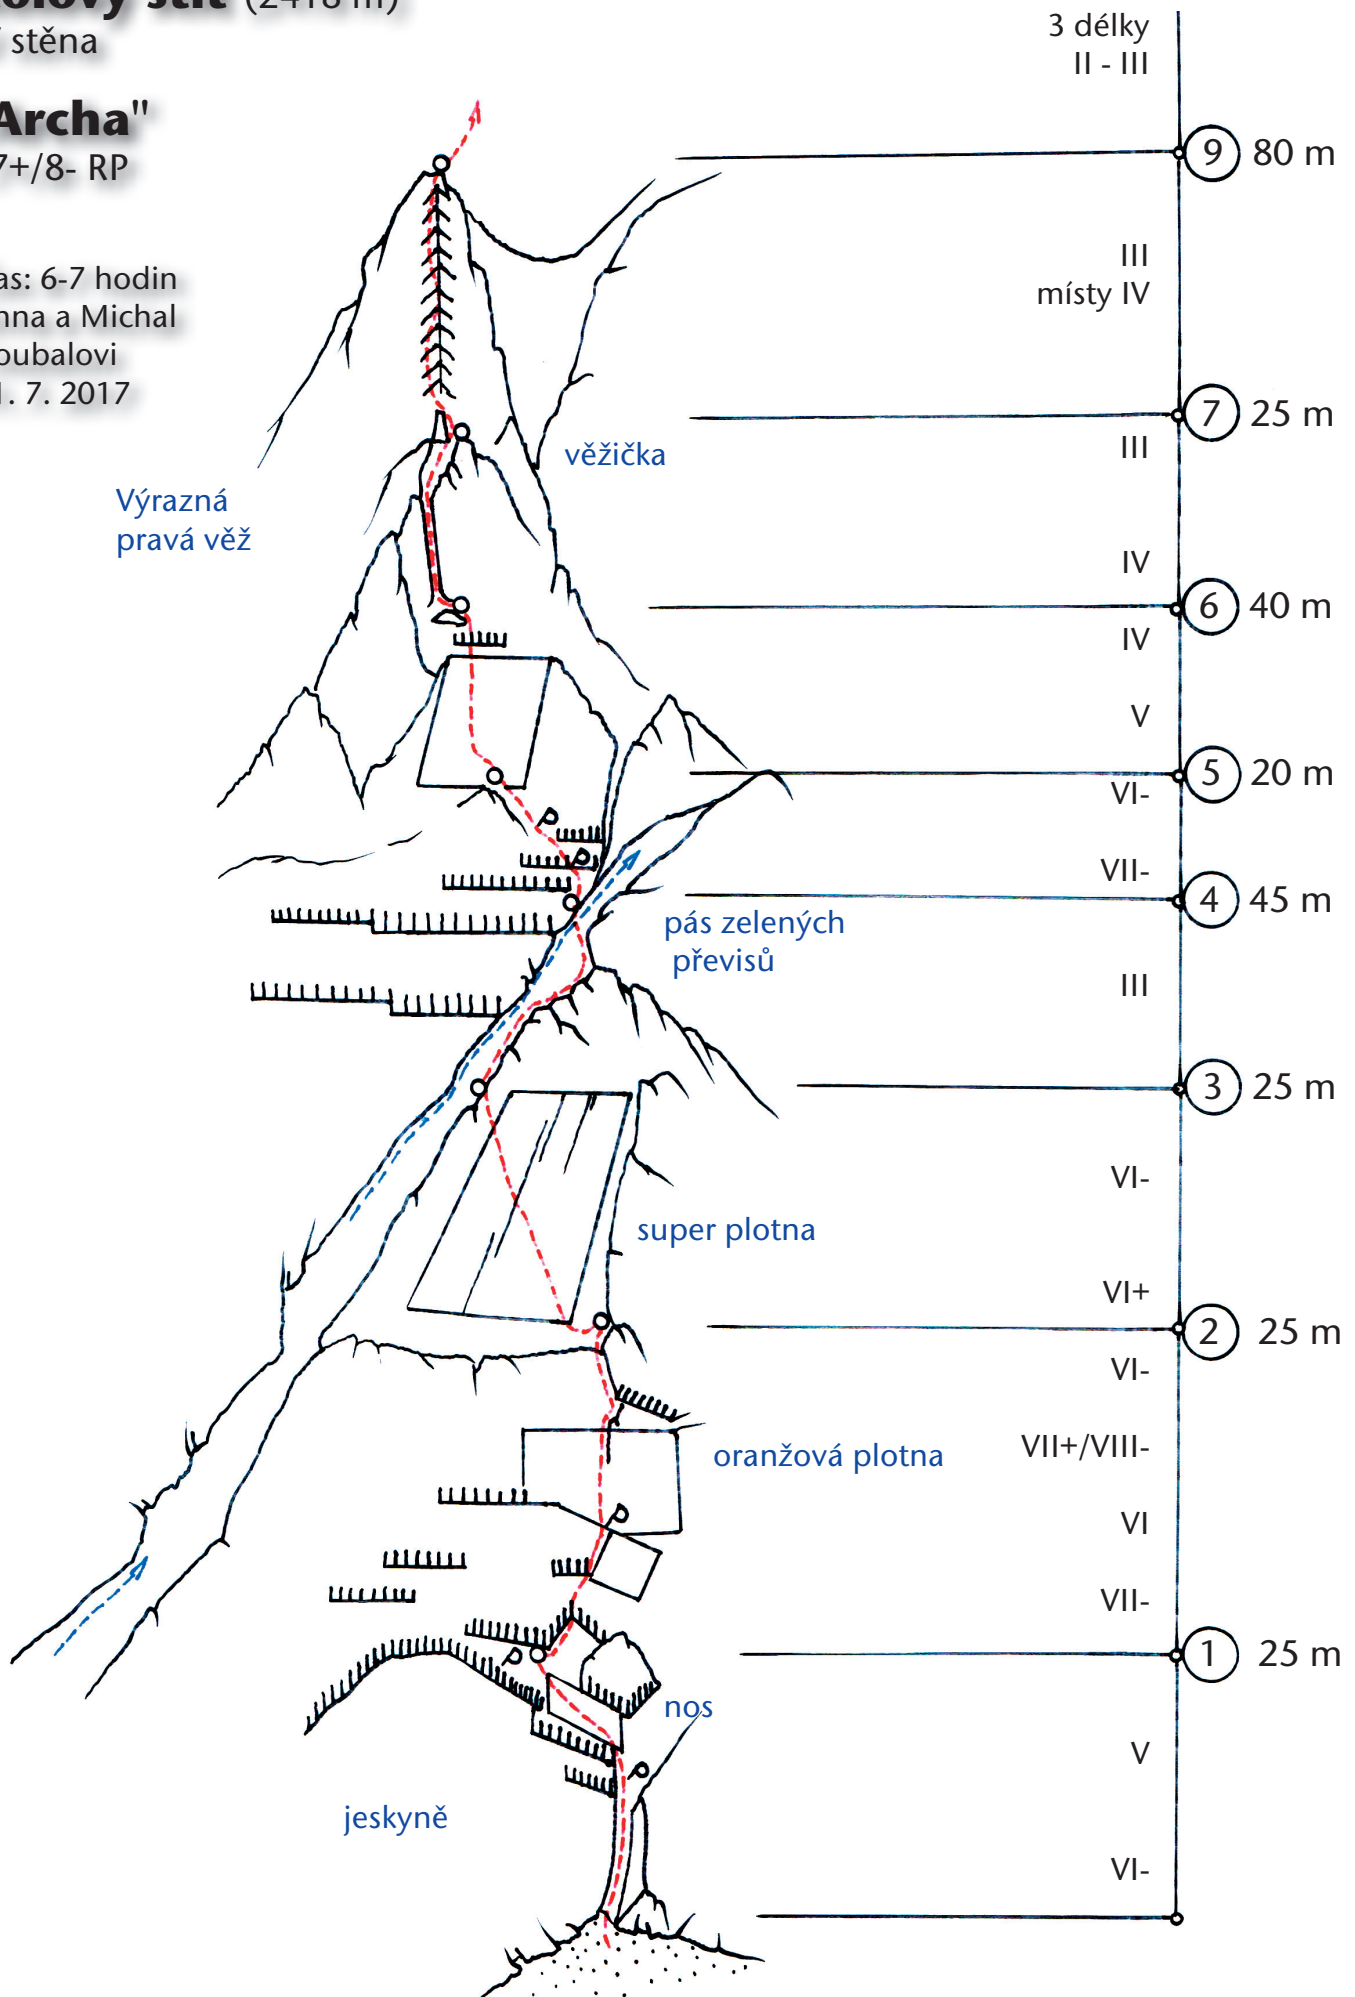 (2418 m)
stěna
Archa"
7+/8- RP
6-7 hodin
a Michal
1. 7. 2017
3 délky
II - III
9 80 m
III
místy IV
7 25 m
III
věžička
Výrazná
pravá věž
IV
6 40 m
IV
V
5 20 m
VI-
VII-
4 45 m
pás zelených
převisů
III
3 25 m
VI-
super plotna
VI+
2 25 m
VI-
oranžová plotna
VII+/VIII-
VI
VII-
1 25 m
nos
V
jeskyně
VI-